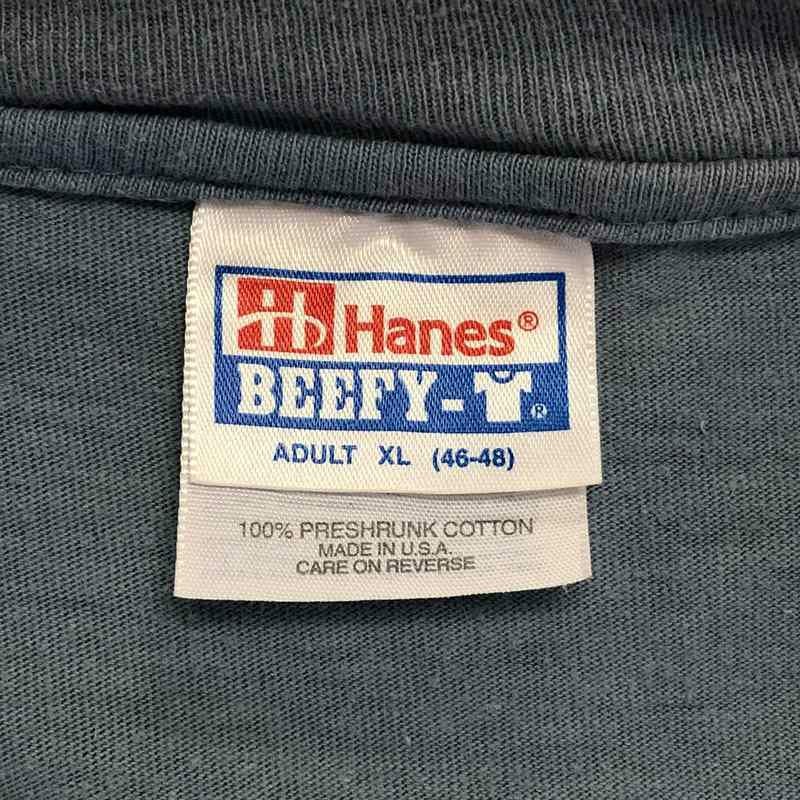 H Hanes®
BEEFY-T®
ADULT XL (46-48)
100% PRESHRUNK COTTON
MADE IN U.S.A.
CARE ON REVERSE